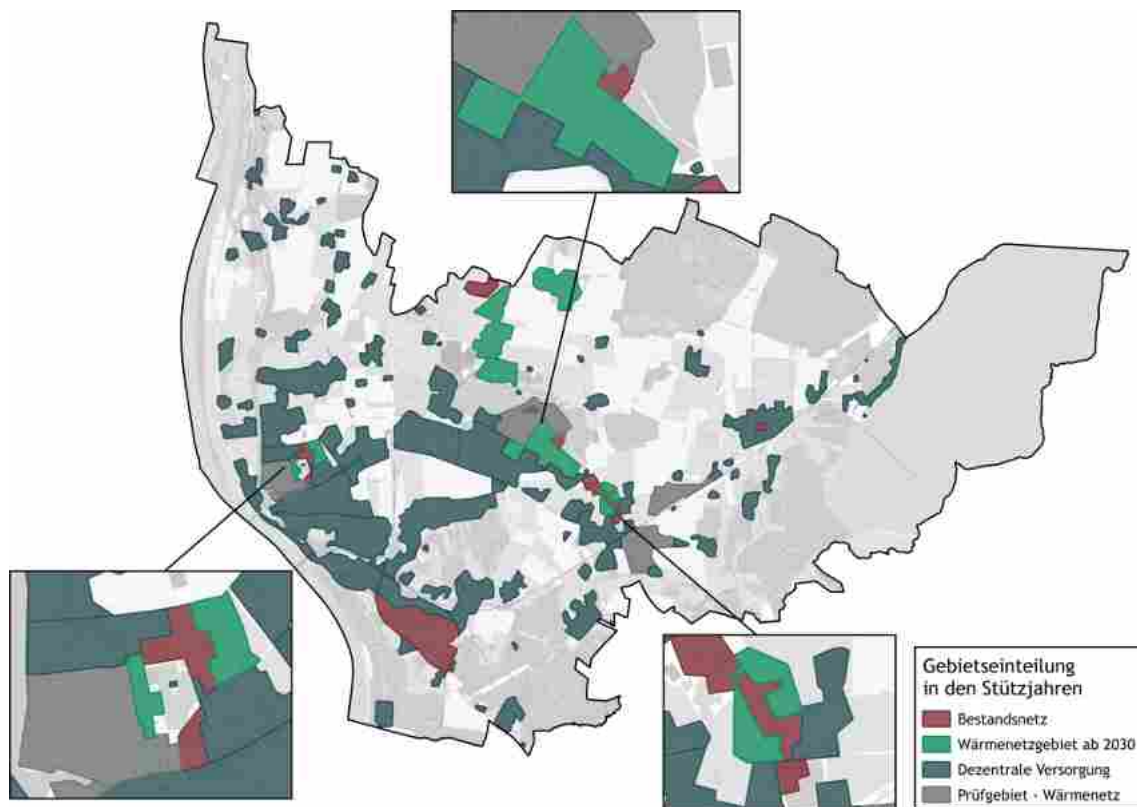 Gebietseinteilung
in den Stützjahren
Bestandsnetz
Wärmenetzgebiet ab 2030
Dezentrale Versorgung
Prüfgebiet - Wärmenetz